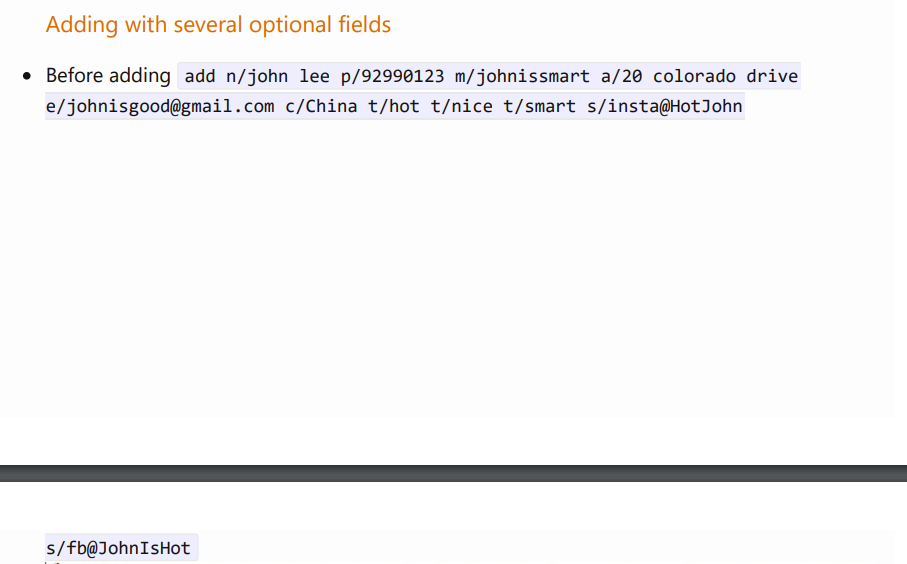 Adding with several optional fields
Before adding add n/john lee p/92990123 m/johnissmart a/20 colorado drive
e/johnisgood@gmail.com c/China t/hot t/nice t/smart s/insta@HotJohn
s/fb@JohnIsHot